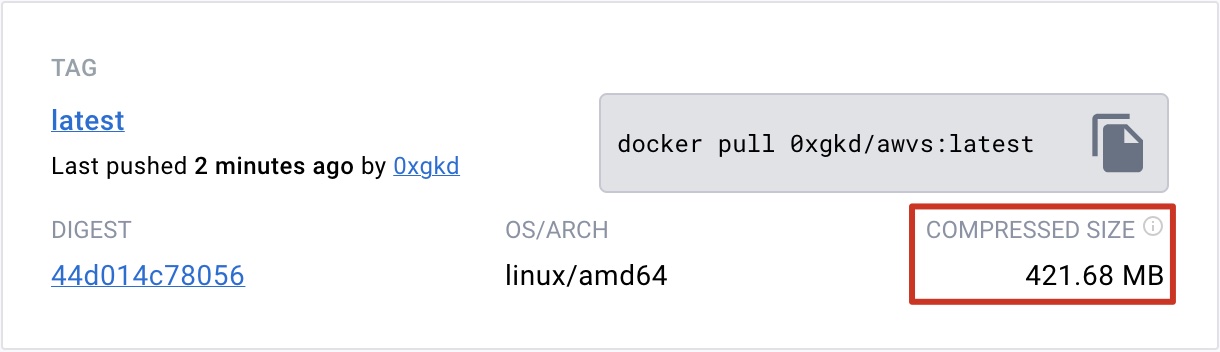 TAG
latest
docker pull 0xgkd/awvs:latest
Last pushed 2 minutes ago by 0xgkd
DIGEST
OS/ARCH
COMPRESSED SIZE
44d014c78056
linux/amd64
421.68 MB